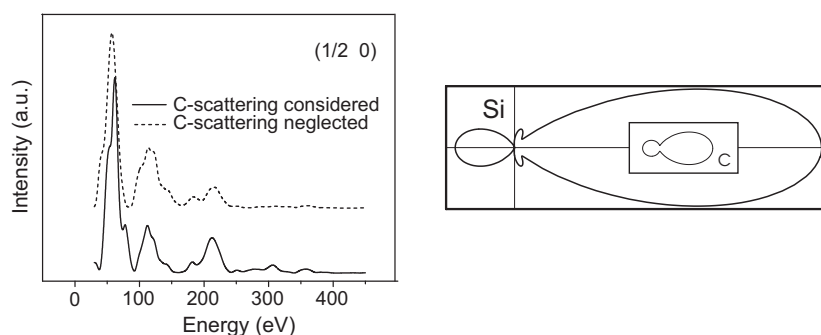 (1/2 0)
C-scattering considered
C-scattering neglected
Intensity (a.u.)
0 100 200 300 400
Energy (eV)
Si
C